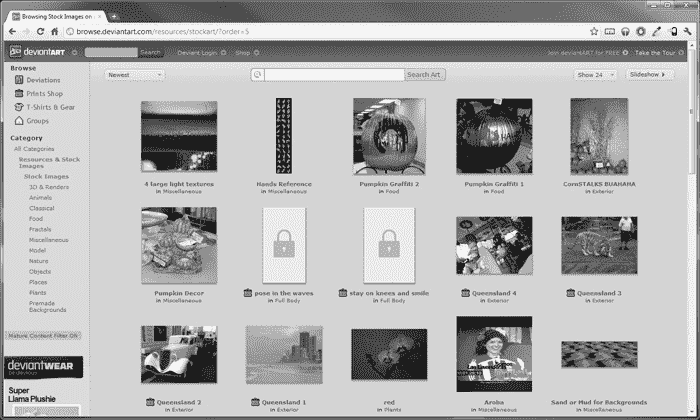 Browsing Stock Images on
browse.deviantart.com/resources/stockart/?order=5
deviantART
Search
Deviant Login
Shop
Join deviantART for FREE
Take the Tour
Browse
Deviations
Prints Shop
T-Shirts & Gear
Groups
Category
All Categories
Resources & Stock
Images
Stock Images
3D & Renders
Animals
Classical
Food
Fractals
Miscellaneous
Model
Nature
Objects
Places
Plants
Premade
Backgrounds
Mature Content Filter ON
deviantWEAR
Super
Llama Plushie
Newest
Search Art
Show 24
Slideshow
4 large light textures
in Miscellaneous
Hands Reference
in Miscellaneous
Pumpkin Graffiti 2
in Food
Pumpkin Graffiti 1
in Food
CornSTALKS BUAHAHA
in Exterior
Pumpkin Decor
in Miscellaneous
pose in the waves
in Full Body
stay on knees and smile
in Full Body
Queensland 4
in Exterior
Queensland 3
in Exterior
Queensland 2
in Exterior
Queensland 1
in Exterior
red
in Plants
Aroba
in Miscellaneous
Sand or Mud for Backgrounds
in Miscellaneous